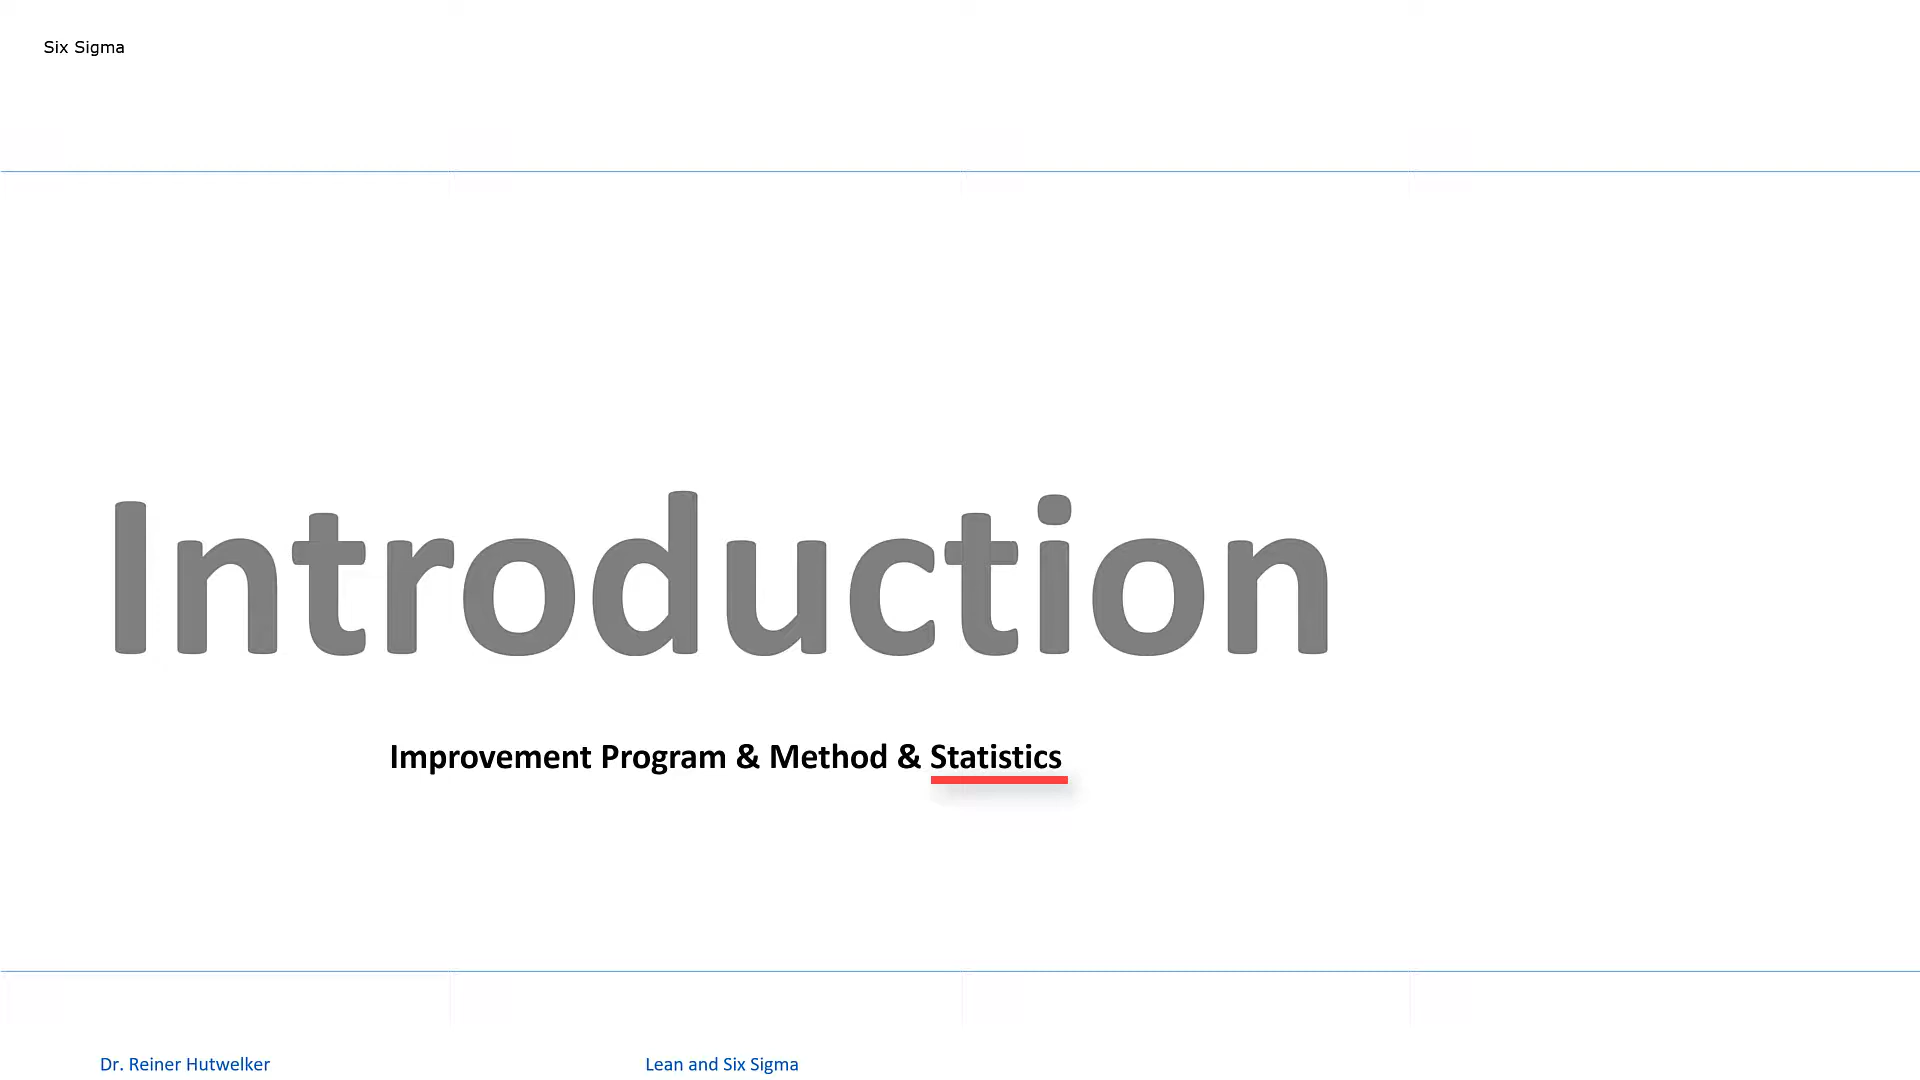 Six Sigma
Introduction
Improvement Program & Method & Statistics
Dr. Reiner Hutwelker
Lean and Six Sigma